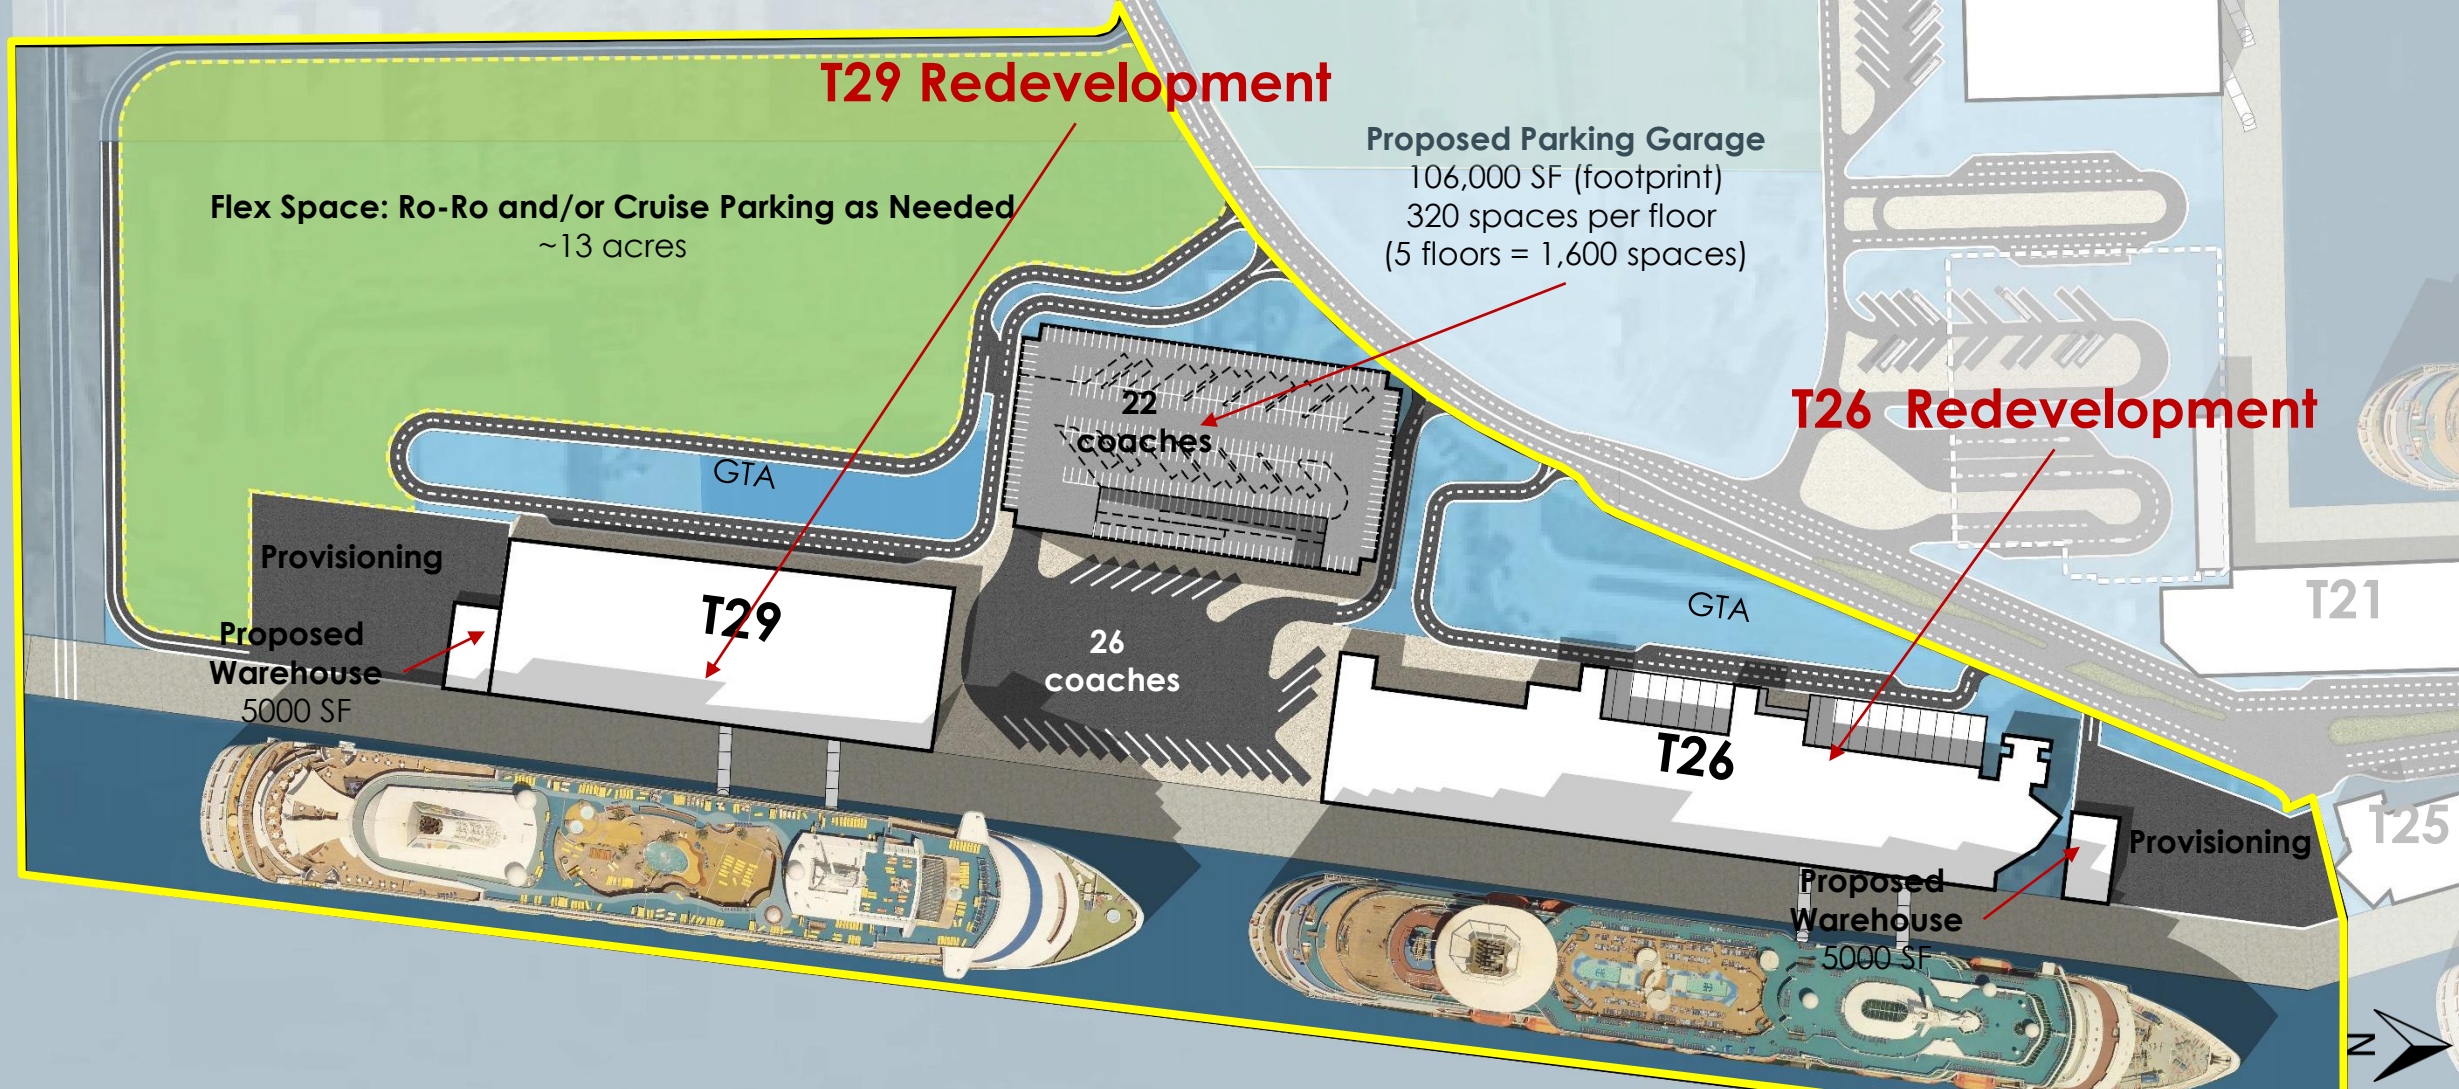 T29 Redevelopment
Proposed Parking Garage
106,000 SF (footprint)
320 spaces per floor
(5 floors = 1,600 spaces)
Flex Space: Ro-Ro and/or Cruise Parking as Needed
~13 acres
T26 Redevelopment
22
coaches
GTA
Provisioning
T29
GTA
T21
Proposed
Warehouse
5000 SF
26
coaches
T26
T25
Provisioning
Proposed
Warehouse
5000 SF
N